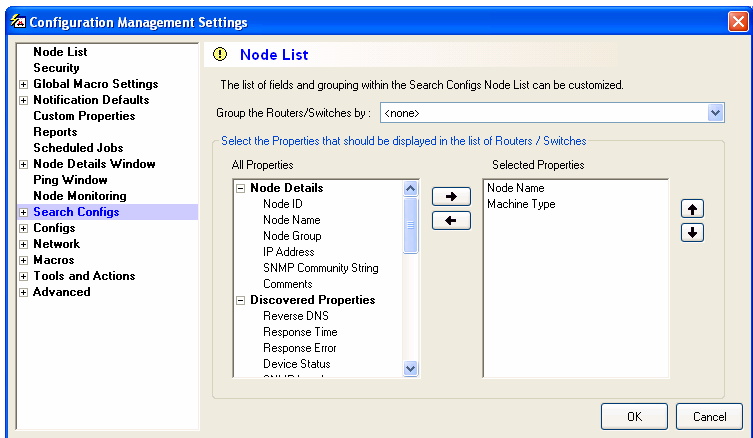 Configuration Management Settings
Node List
Security
Global Macro Settings
Notification Defaults
Custom Properties
Reports
Scheduled Jobs
Node Details Window
Ping Window
Node Monitoring
Search Configs
Configs
Network
Macros
Tools and Actions
Advanced
Node List
The list of fields and grouping within the Search Configs Node List can be customized.
Group the Routers/Switches by : <none>
Select the Properties that should be displayed in the list of Routers / Switches
All Properties
Node Details
Node ID
Node Name
Node Group
IP Address
SNMP Community String
Comments
Discovered Properties
Reverse DNS
Response Time
Response Error
Device Status
Selected Properties
Node Name
Machine Type
OK
Cancel